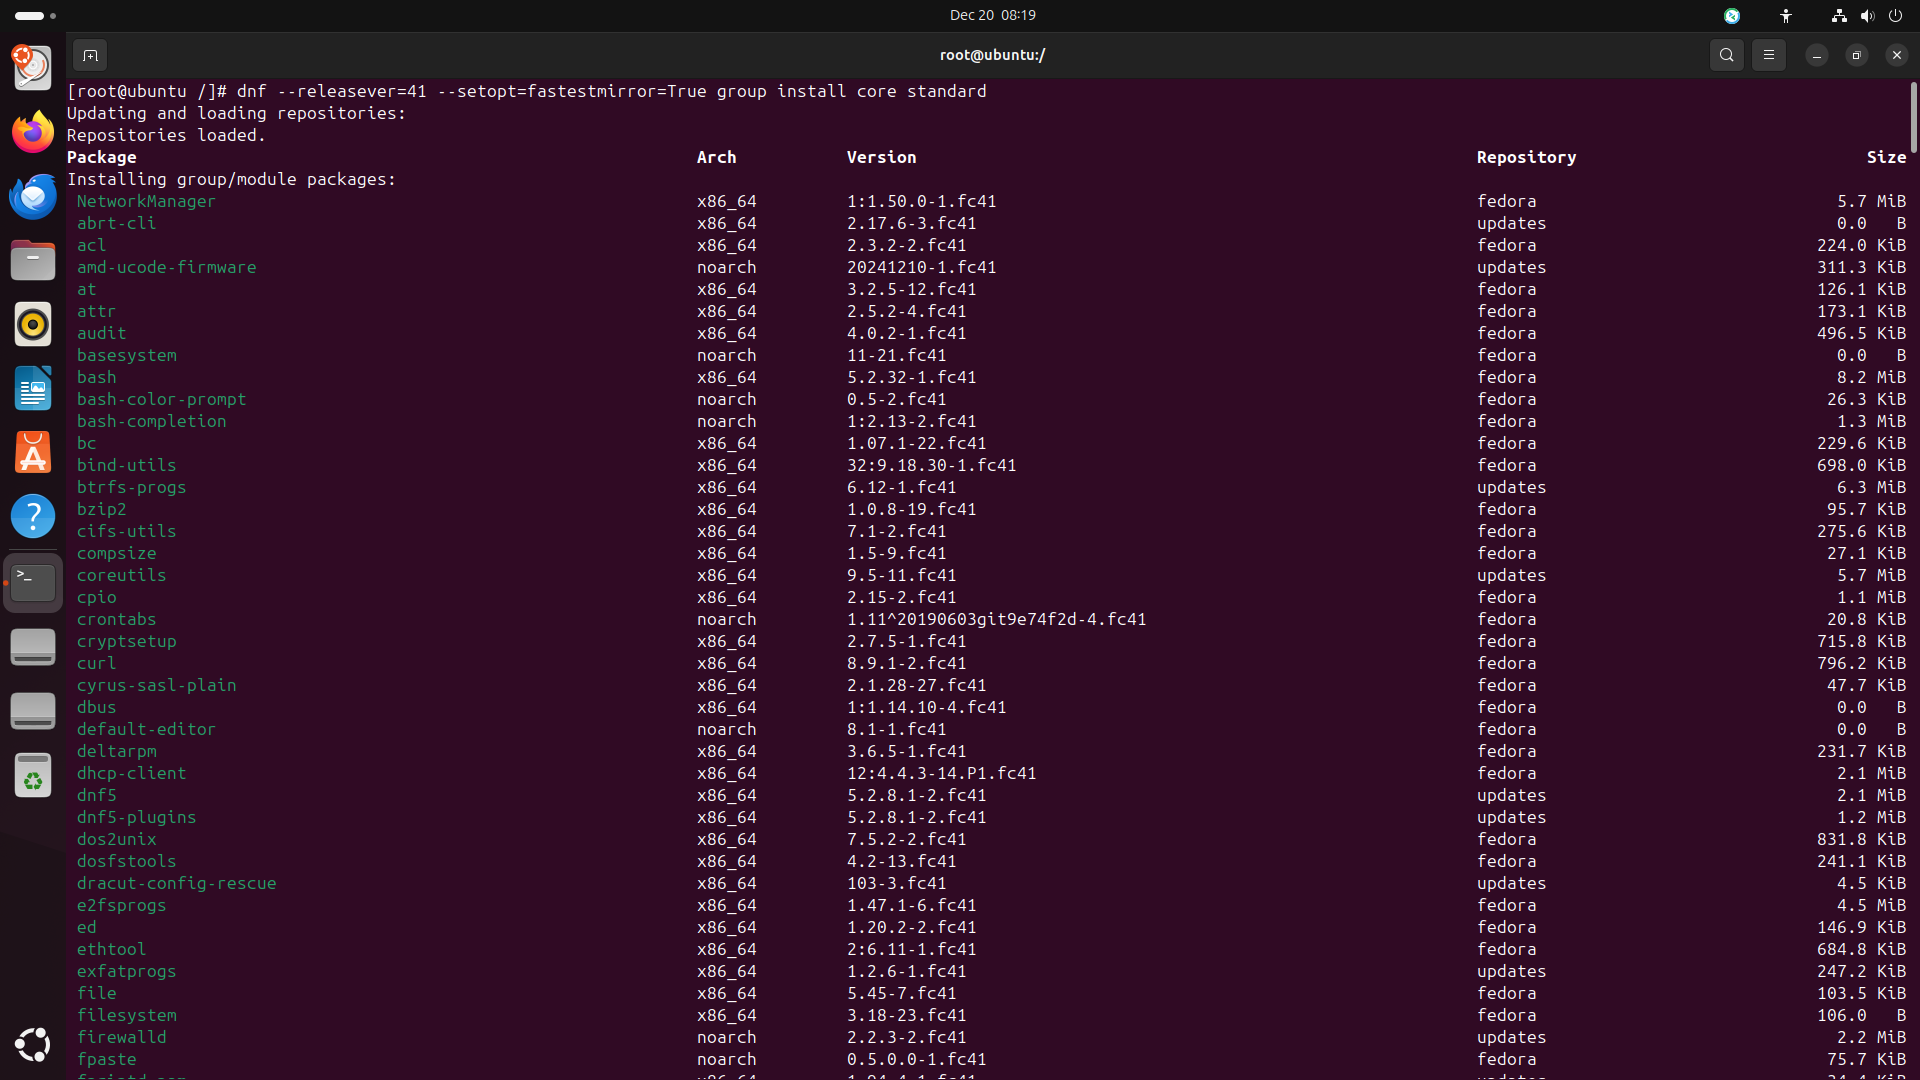 Dec 20 08:19
root@ubuntu:/
[root@ubuntu /]# dnf --releasever=41 --setopt=fastestmirror=True group install core standard
Updating and loading repositories:
Repositories loaded.
Package Arch Version Repository Size
Installing group/module packages:
NetworkManager x86_64 1:1.50.0-1.fc41 fedora 5.7 MiB
abrt-cli x86_64 2.17.6-3.fc41 updates 0.0 B
acl x86_64 2.3.2-2.fc41 fedora 224.0 KiB
amd-ucode-firmware noarch 20241210-1.fc41 updates 311.3 KiB
at x86_64 3.2.5-12.fc41 fedora 126.1 KiB
attr x86_64 2.5.2-4.fc41 fedora 173.1 KiB
audit x86_64 4.0.2-1.fc41 fedora 496.5 KiB
basesystem noarch 11-21.fc41 fedora 0.0 B
bash x86_64 5.2.32-1.fc41 fedora 8.2 MiB
bash-color-prompt noarch 0.5-2.fc41 fedora 26.3 KiB
bash-completion noarch 1:2.13-2.fc41 fedora 1.3 MiB
bc x86_64 1.07.1-22.fc41 fedora 229.6 KiB
bind-utils x86_64 32:9.18.30-1.fc41 fedora 698.0 KiB
btrfs-progs x86_64 6.12-1.fc41 updates 6.3 MiB
bzip2 x86_64 1.0.8-19.fc41 fedora 95.7 KiB
cifs-utils x86_64 7.1-2.fc41 fedora 275.6 KiB
compsize x86_64 1.5-9.fc41 fedora 27.1 KiB
coreutils x86_64 9.5-11.fc41 updates 5.7 MiB
cpio x86_64 2.15-2.fc41 fedora 1.1 MiB
crontabs noarch 1.11^20190603git9e74f2d-4.fc41 fedora 20.8 KiB
cryptsetup x86_64 2.7.5-1.fc41 fedora 715.8 KiB
curl x86_64 8.9.1-2.fc41 fedora 796.2 KiB
cyrus-sasl-plain x86_64 2.1.28-27.fc41 fedora 47.7 KiB
dbus x86_64 1:1.14.10-4.fc41 fedora 0.0 B
default-editor noarch 8.1-1.fc41 fedora 0.0 B
deltarpm x86_64 3.6.5-1.fc41 fedora 231.7 KiB
dhcp-client x86_64 12:4.4.3-14.P1.fc41 fedora 2.1 MiB
dnf5 x86_64 5.2.8.1-2.fc41 updates 2.1 MiB
dnf5-plugins x86_64 5.2.8.1-2.fc41 updates 1.2 MiB
dos2unix x86_64 7.5.2-2.fc41 fedora 831.8 KiB
dosfstools x86_64 4.2-13.fc41 fedora 241.1 KiB
dracut-config-rescue x86_64 103-3.fc41 updates 4.5 KiB
e2fsprogs x86_64 1.47.1-6.fc41 fedora 4.5 MiB
ed x86_64 1.20.2-2.fc41 fedora 146.9 KiB
ethtool x86_64 2:6.11-1.fc41 fedora 684.8 KiB
exfatprogs x86_64 1.2.6-1.fc41 updates 247.2 KiB
file x86_64 5.45-7.fc41 fedora 103.5 KiB
filesystem x86_64 3.18-23.fc41 fedora 106.0 B
firewalld noarch 2.2.3-2.fc41 updates 2.2 MiB
fpaste noarch 0.5.0.0-1.fc41 fedora 75.7 KiB